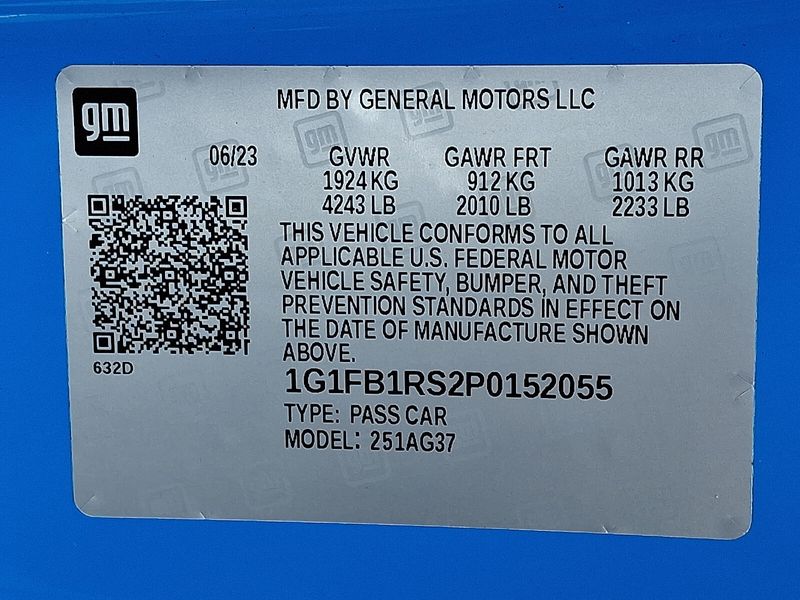 gm
MFD BY GENERAL MOTORS LLC
06/23 GVWR GAWR FRT GAWR RR
1924 KG 912 KG 1013 KG
4243 LB 2010 LB 2233 LB
THIS VEHICLE CONFORMS TO ALL
APPLICABLE U.S. FEDERAL MOTOR
VEHICLE SAFETY, BUMPER, AND THEFT
PREVENTION STANDARDS IN EFFECT ON
THE DATE OF MANUFACTURE SHOWN
ABOVE.
632D
1G1FB1RS2P0152055
TYPE: PASS CAR
MODEL: 251AG37